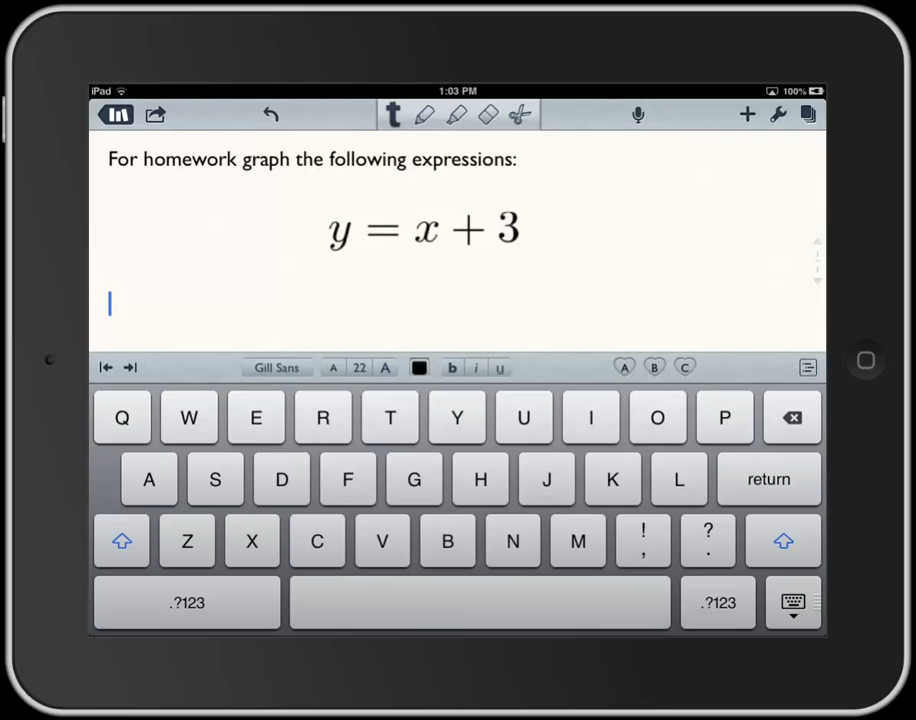 iPad 1:03 PM 100%
t
For homework graph the following expressions:
y = x + 3
Gill Sans A 22 A b i u A B C
Q W E R T Y U I O P
A S D F G H J K L return
Z X C V B N M ! , ? .
.?123 .?123